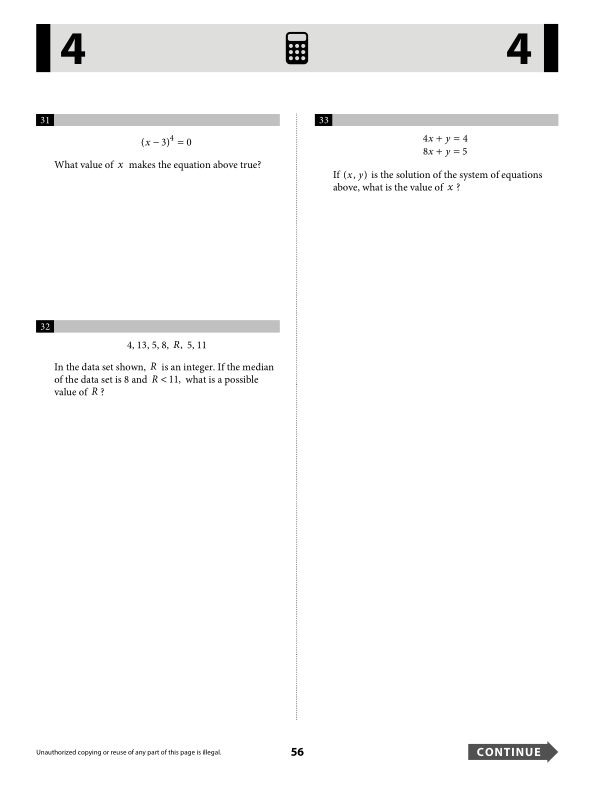 4
4
31
(x − 3)⁴ = 0
What value of x makes the equation above true?
32
4, 13, 5, 8, R, 5, 11
In the data set shown, R is an integer. If the median
of the data set is 8 and R < 11, what is a possible
value of R ?
33
4x + y = 4
8x + y = 5
If (x, y) is the solution of the system of equations
above, what is the value of x ?
Unauthorized copying or reuse of any part of this page is illegal.
56
CONTINUE